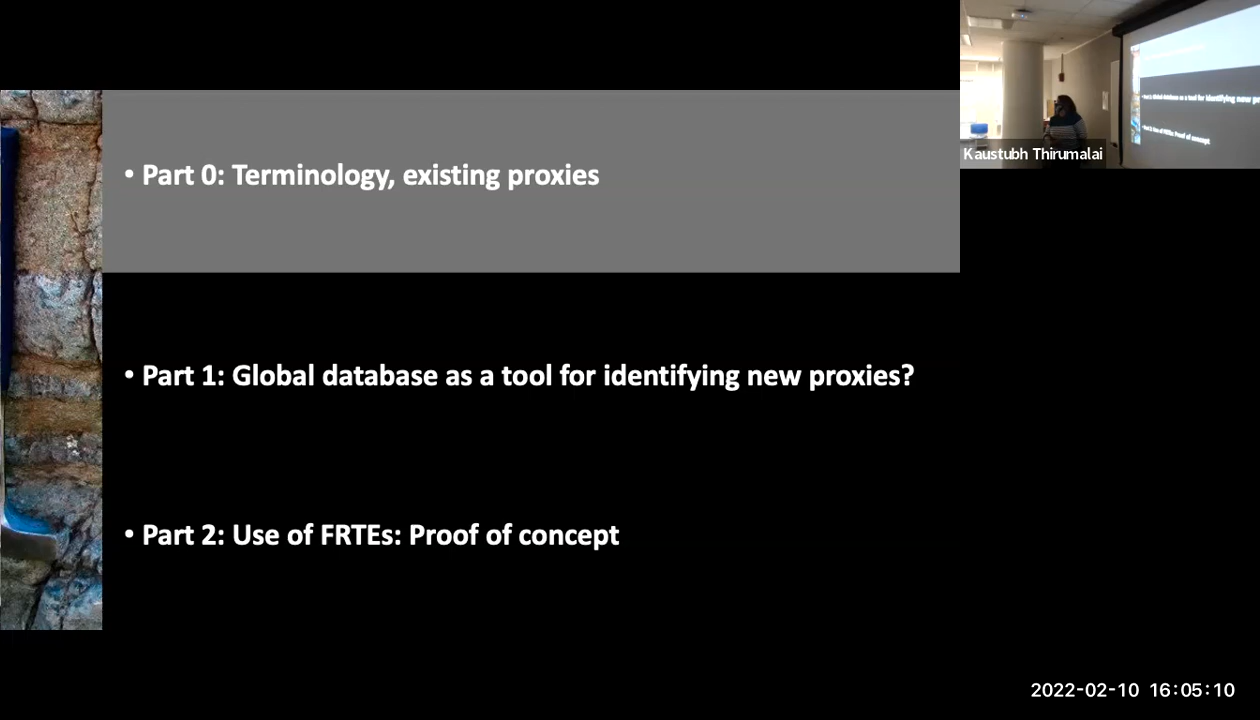 • Part 0: Terminology, existing proxies
Kaustubh Thirumalai
• Part 1: Global database as a tool for identifying new proxies?
• Part 2: Use of FRTEs: Proof of concept
2022-02-10 16:05:10